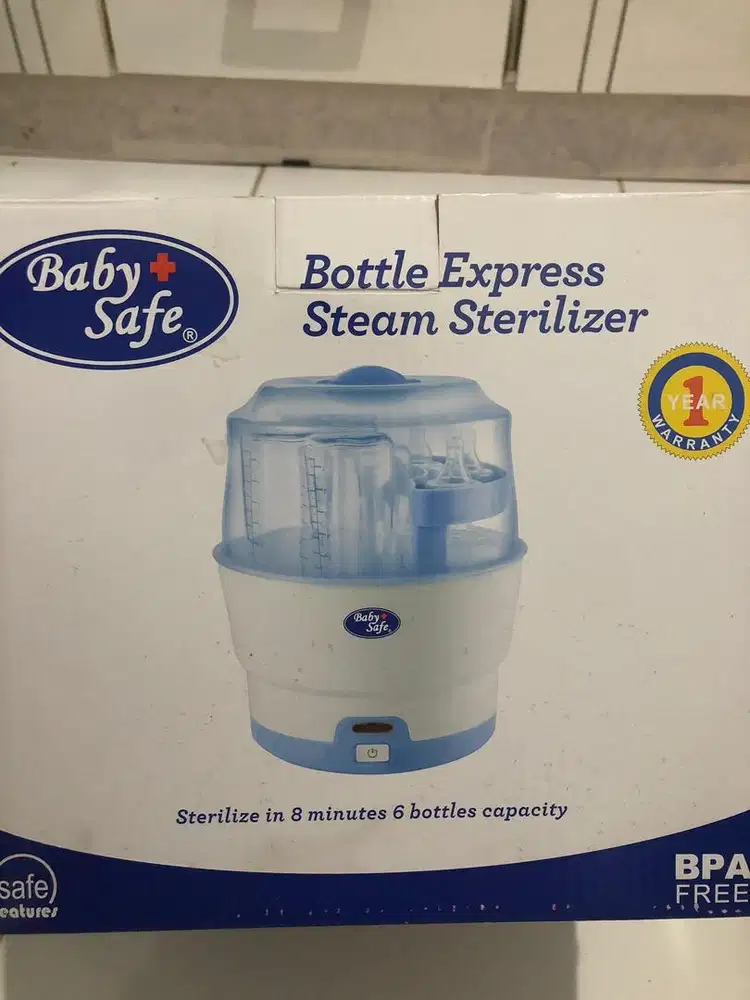 Baby
Safe®
Bottle Express
Steam Sterilizer
1
YEAR
WARRANTY
Baby
Safe
Sterilize in 8 minutes 6 bottles capacity
safe
eatures
BPA
FREE